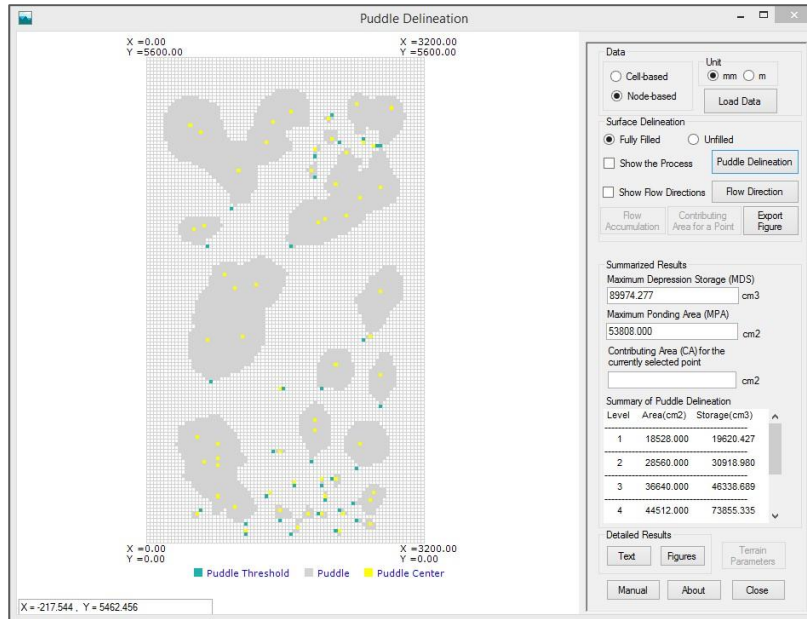 Puddle Delineation
X =0.00
Y =5600.00
X =3200.00
Y =5600.00
X =0.00
Y =0.00
X =3200.00
Y =0.00
Puddle Threshold
Puddle
Puddle Center
X = -217.544 , Y = 5462.456
Data
Cell-based
Node-based
Unit
mm
m
Load Data
Surface Delineation
Fully Filled
Unfilled
Show the Process
Puddle Delineation
Show Flow Directions
Flow Direction
Flow
Accumulation
Contributing
Area for a Point
Export
Figure
Summarized Results
Maximum Depression Storage (MDS)
89974.277
cm3
Maximum Ponding Area (MPA)
53808.000
cm2
Contributing Area (CA) for the
currently selected point
cm2
Summary of Puddle Delineation
Level Area(cm2) Storage(cm3)
1 18528.000 19620.427
2 28560.000 30918.980
3 36640.000 46338.689
4 44512.000 73855.335
Detailed Results
Text
Figures
Terrain
Parameters
Manual
About
Close